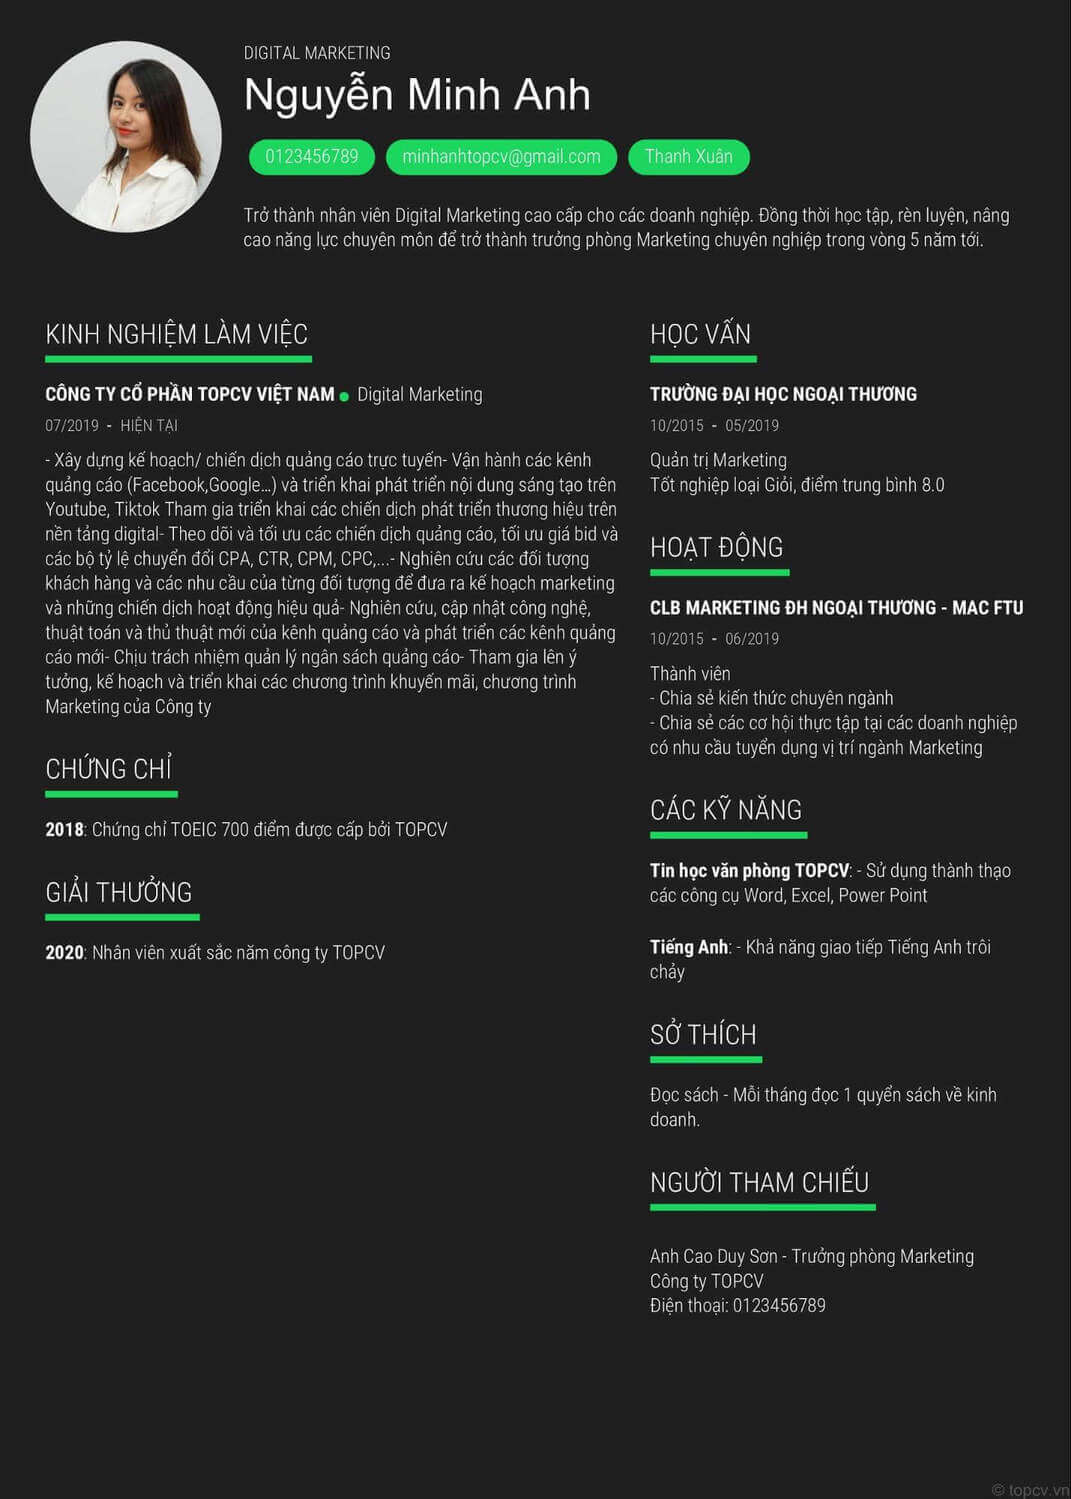 DIGITAL MARKETING
Nguyễn Minh Anh
0123456789 minhanhtopcv@gmail.com Thanh Xuân
Trở thành nhân viên Digital Marketing cao cấp cho các doanh nghiệp. Đồng thời học tập, rèn luyện, nâng
cao năng lực chuyên môn để trở thành trưởng phòng Marketing chuyên nghiệp trong vòng 5 năm tới.
KINH NGHIỆM LÀM VIỆC
CÔNG TY CỔ PHẦN TOPCV VIỆT NAM ● Digital Marketing
07/2019 - HIỆN TẠI
- Xây dựng kế hoạch/ chiến dịch quảng cáo trực tuyến- Vận hành các kênh
quảng cáo (Facebook,Google...) và triển khai phát triển nội dung sáng tạo trên
Youtube, Tiktok Tham gia triển khai các chiến dịch phát triển thương hiệu trên
nền tảng digital- Theo dõi và tối ưu các chiến dịch quảng cáo, tối ưu giá bid và
các bộ tỷ lệ chuyển đổi CPA, CTR, CPM, CPC,...- Nghiên cứu các đối tượng
khách hàng và các nhu cầu của từng đối tượng để đưa ra kế hoạch marketing
và những chiến dịch hoạt động hiệu quả- Nghiên cứu, cập nhật công nghệ,
thuật toán và thủ thuật mới của kênh quảng cáo và phát triển các kênh quảng
cáo mới- Chịu trách nhiệm quản lý ngân sách quảng cáo- Tham gia lên ý
tưởng, kế hoạch và triển khai các chương trình khuyến mãi, chương trình
Marketing của Công ty
CHỨNG CHỈ
2018: Chứng chỉ TOEIC 700 điểm được cấp bởi TOPCV
GIẢI THƯỞNG
2020: Nhân viên xuất sắc năm công ty TOPCV
HỌC VẤN
TRƯỜNG ĐẠI HỌC NGOẠI THƯƠNG
10/2015 - 05/2019
Quản trị Marketing
Tốt nghiệp loại Giỏi, điểm trung bình 8.0
HOẠT ĐỘNG
CLB MARKETING ĐH NGOẠI THƯƠNG - MAC FTU
10/2015 - 06/2019
Thành viên
- Chia sẻ kiến thức chuyên ngành
- Chia sẻ các cơ hội thực tập tại các doanh nghiệp
có nhu cầu tuyển dụng vị trí ngành Marketing
CÁC KỸ NĂNG
Tin học văn phòng TOPCV: - Sử dụng thành thạo
các công cụ Word, Excel, Power Point
Tiếng Anh: - Khả năng giao tiếp Tiếng Anh trôi
chảy
SỞ THÍCH
Đọc sách - Mỗi tháng đọc 1 quyển sách về kinh
doanh.
NGƯỜI THAM CHIẾU
Anh Cao Duy Sơn - Trưởng phòng Marketing
Công ty TOPCV
Điện thoại: 0123456789
© topcv.vn